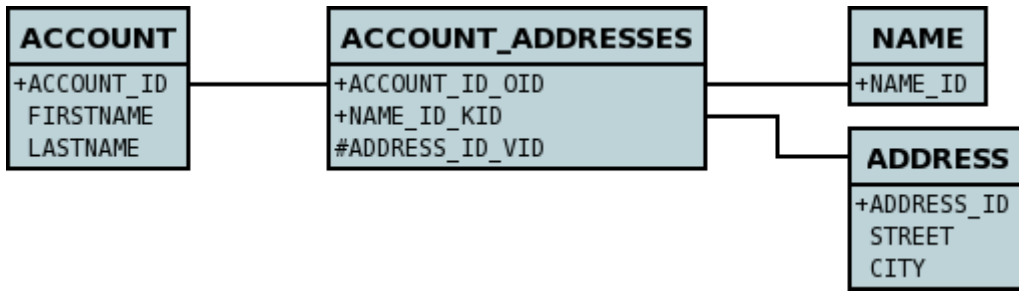 ACCOUNT
+ACCOUNT_ID
FIRSTNAME
LASTNAME
ACCOUNT_ADDRESSES
+ACCOUNT_ID_OID
+NAME_ID_KID
#ADDRESS_ID_VID
NAME
+NAME_ID
ADDRESS
+ADDRESS_ID
STREET
CITY